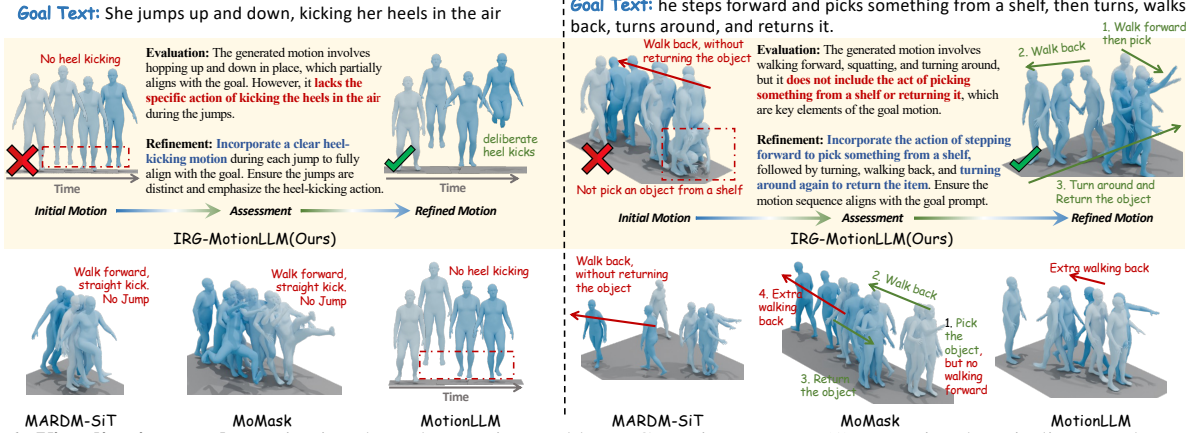 Goal Text: She jumps up and down, kicking her heels in the air
No heel kicking
Evaluation: The generated motion involves
hopping up and down in place, which partially
aligns with the goal. However, it lacks the
specific action of kicking the heels in the air
during the jumps.
Refinement: Incorporate a clear heel-
kicking motion during each jump to fully
align with the goal. Ensure the jumps are
distinct and emphasize the heel-kicking action.
deliberate
heel kicks
Time
Time
Initial Motion
Assessment
Refined Motion
IRG-MotionLLM(Ours)
Walk forward,
straight kick.
No Jump
Walk forward,
straight kick.
No Jump
No heel kicking
Time
MARDM-SiT
MoMask
MotionLLM
Goal Text: he steps forward and picks something from a shelf, then turns, walks
back, turns around, and returns it.
Walk back, without
returning the object
Not pick an object from a shelf
Evaluation: The generated motion involves
walking forward, squatting, and turning around,
but it does not include the act of picking
something from a shelf or returning it, which
are key elements of the goal motion.
Refinement: Incorporate the action of stepping
forward to pick something from a shelf,
followed by turning, walking back, and turning
around again to return the item. Ensure the
motion sequence aligns with the goal prompt.
1. Walk forward
then pick
2. Walk back
3. Turn around and
Return the object
Initial Motion
Assessment
Refined Motion
IRG-MotionLLM(Ours)
Walk back,
without returning
the object
2. Walk back
4. Extra
walking
back
1. Pick
the
object,
but no
walking
forward
3. Return
the object
Extra walking back
MARDM-SiT
MoMask
MotionLLM